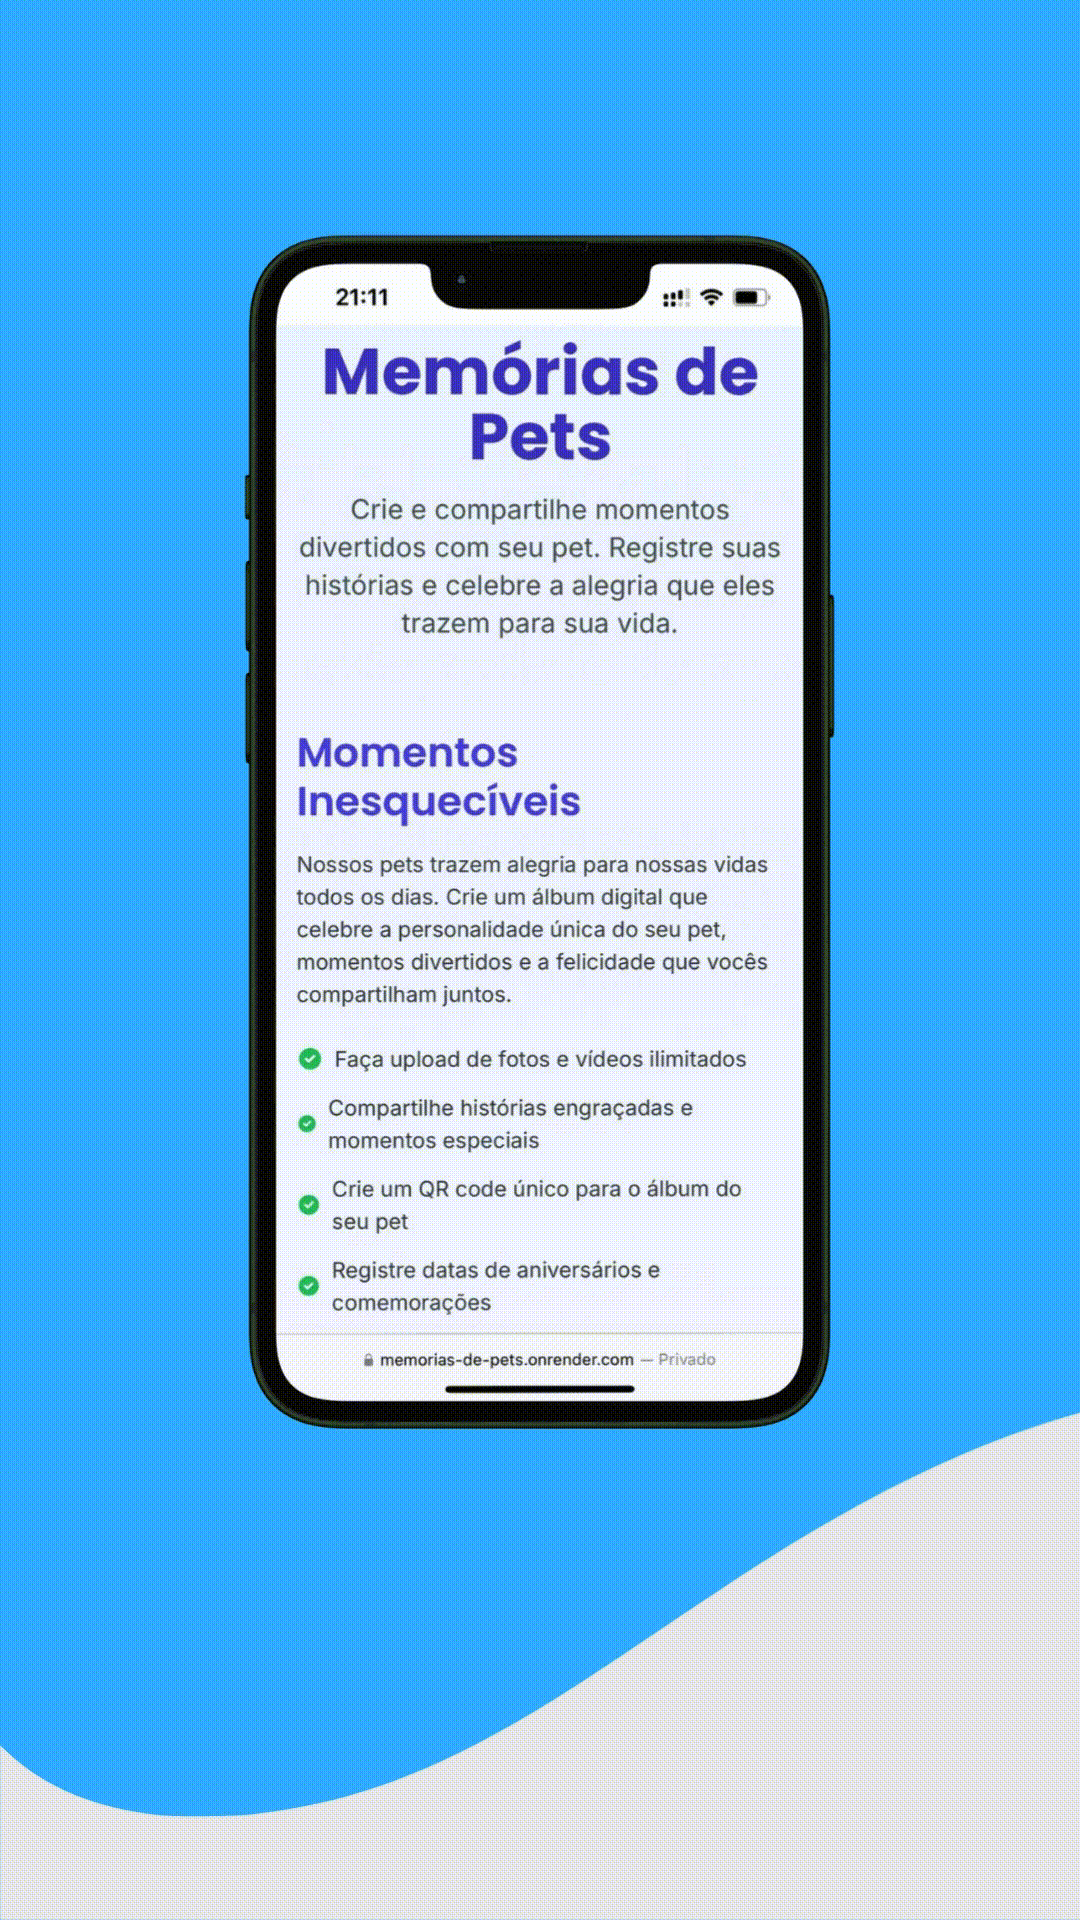 21:11
Memórias de
Pets
Crie e compartilhe momentos
divertidos com seu pet. Registre suas
histórias e celebre a alegria que eles
trazem para sua vida.
Momentos
Inesquecíveis
Nossos pets trazem alegria para nossas vidas
todos os dias. Crie um álbum digital que
celebre a personalidade única do seu pet,
momentos divertidos e a felicidade que vocês
compartilham juntos.
Faça upload de fotos e vídeos ilimitados
Compartilhe histórias engraçadas e
momentos especiais
Crie um QR code único para o álbum do
seu pet
Registre datas de aniversários e
comemorações
memorias-de-pets.onrender.com — Privado